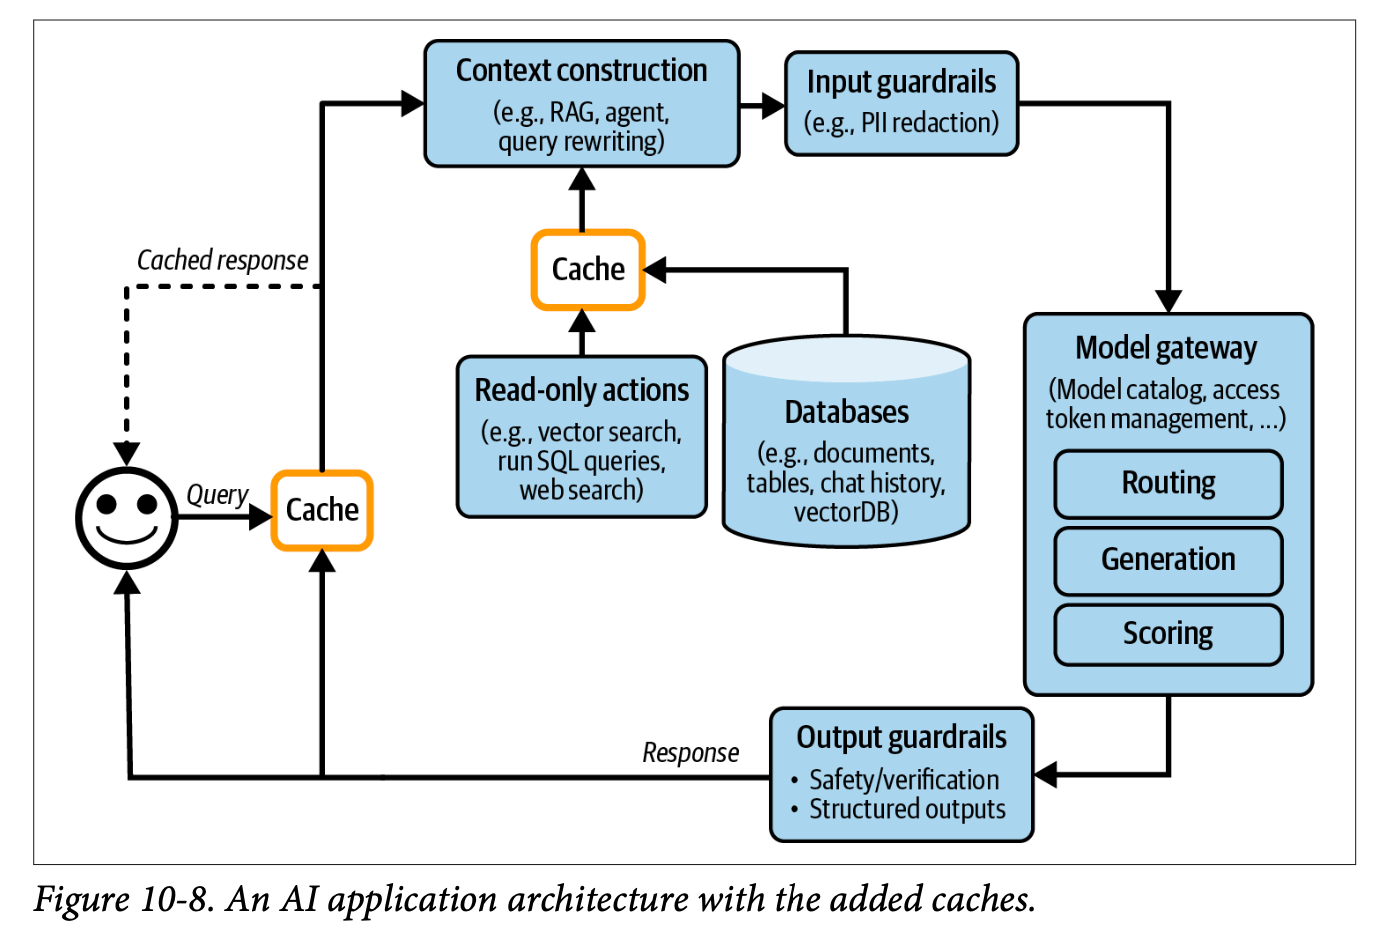 Context construction
(e.g., RAG, agent,
query rewriting)
Input guardrails
(e.g., PII redaction)
Cached response
Cache
Read-only actions
(e.g., vector search,
run SQL queries,
web search)
Databases
(e.g., documents,
tables, chat history,
vectorDB)
Model gateway
(Model catalog, access
token management, ...)
Routing
Generation
Scoring
Query
Cache
Response
Output guardrails
• Safety/verification
• Structured outputs
Figure 10-8. An AI application architecture with the added caches.